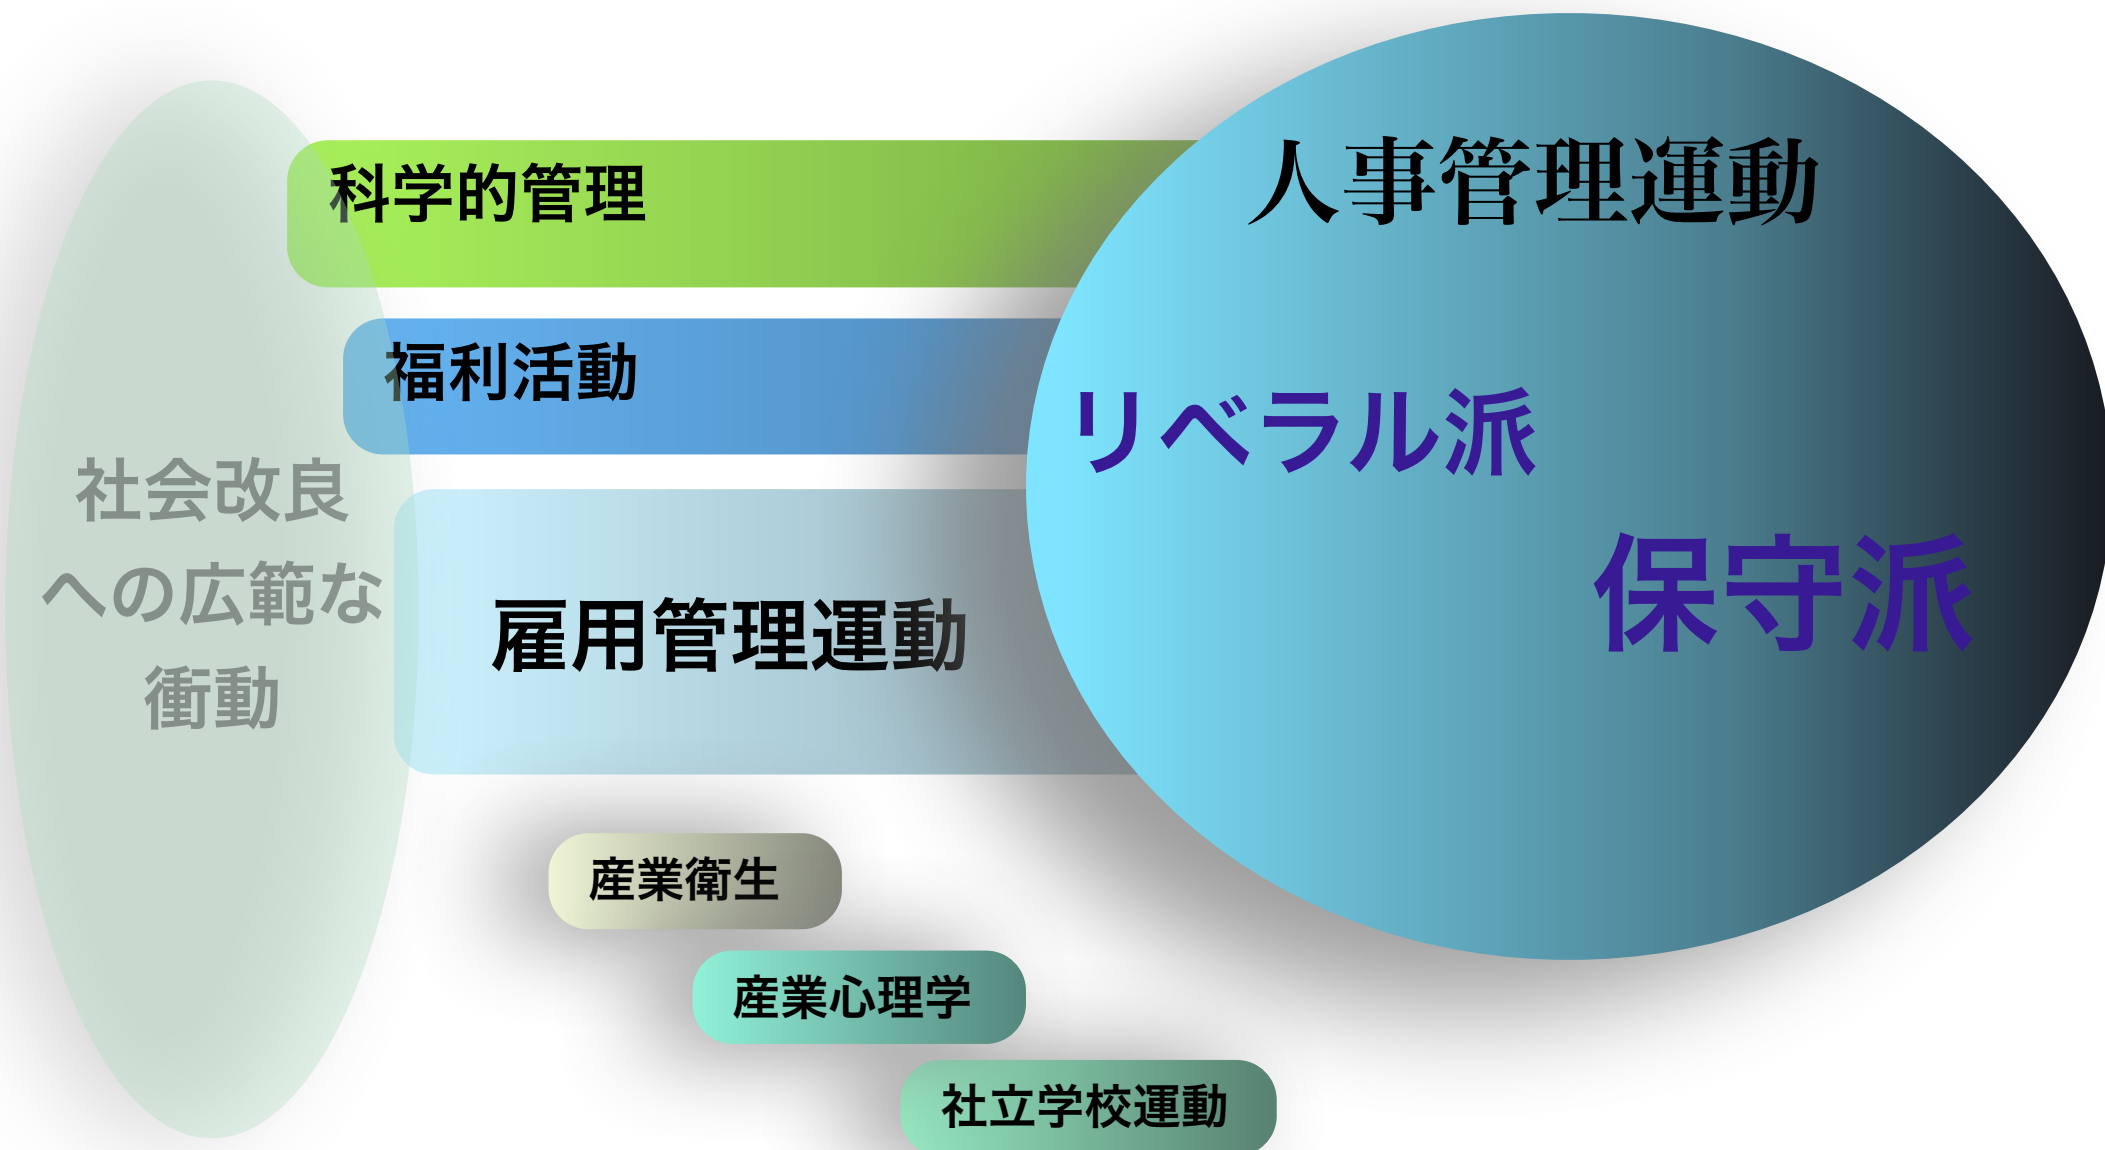 科学的管理
人事管理運動
福利活動
リベラル派
社会改良
への広範な
衝動
雇用管理運動
保守派
産業衛生
産業心理学
社立学校運動